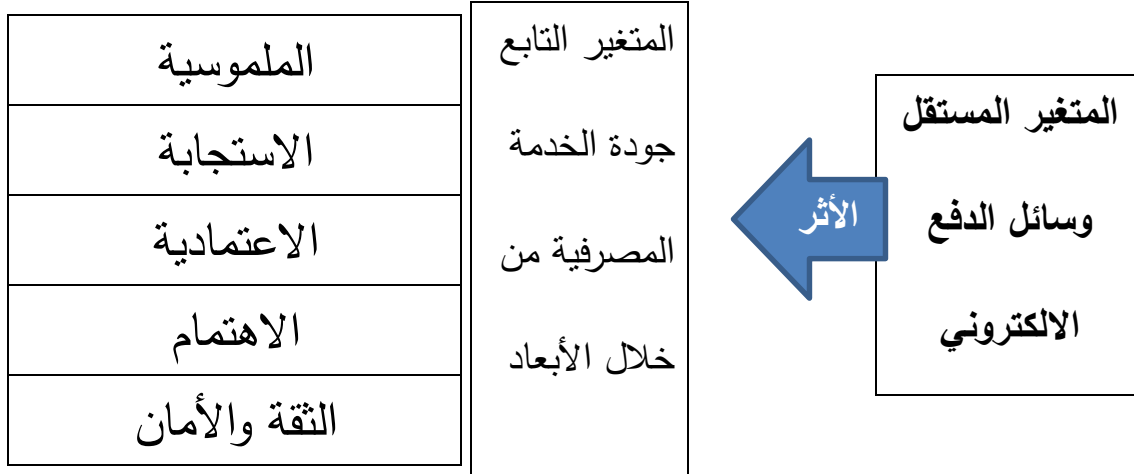 المتغير المستقل
وسائل الدفع
الالكتروني
الأثر
المتغير التابع
جودة الخدمة
المصرفية من
خلال الأبعاد
الملموسية
الاستجابة
الاعتمادية
الاهتمام
الثقة والأمان